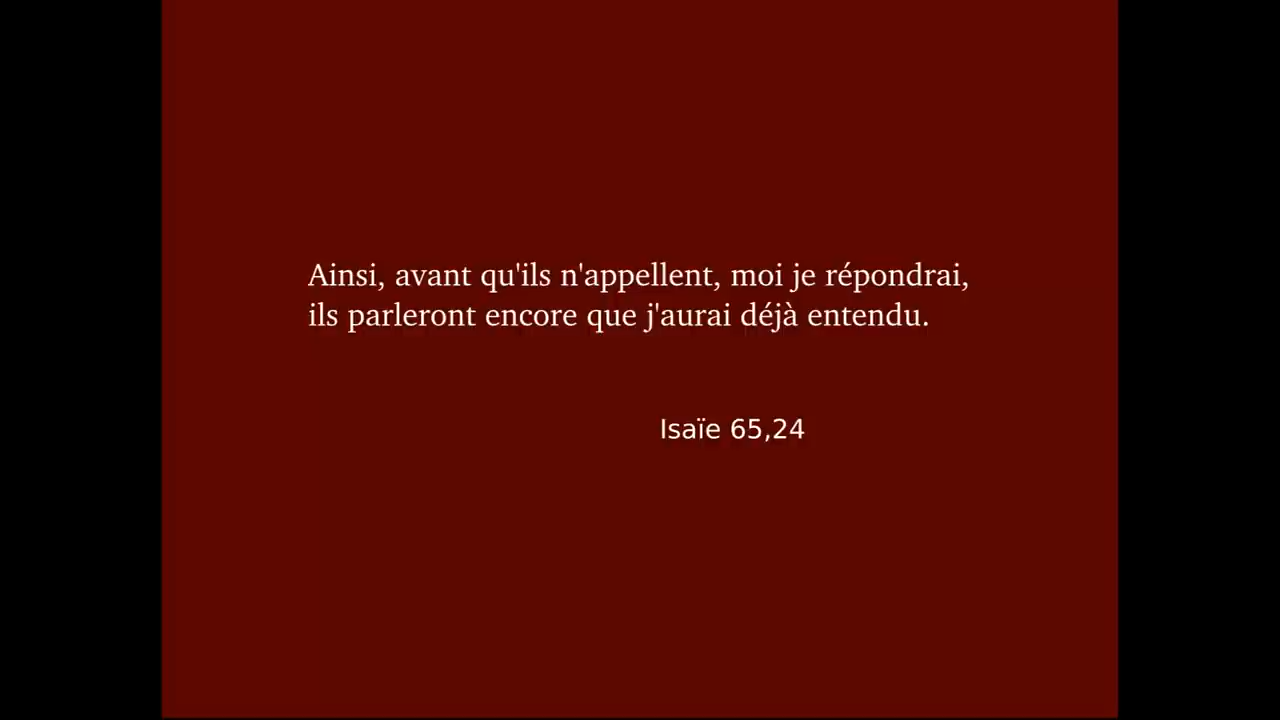 Ainsi, avant qu'ils n'appellent, moi je répondrai,
ils parleront encore que j'aurai déjà entendu.
Isaïe 65,24